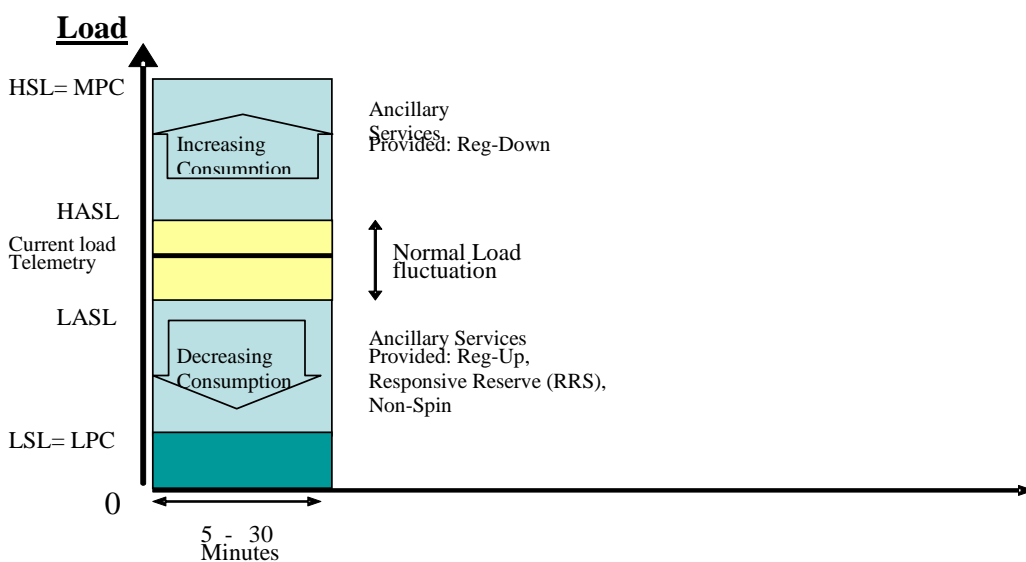 Load
HSL= MPC
Ancillary
Services
Provided: Reg-Down
Increasing
Consumption
HASL
Current load
Telemetry
Normal Load
fluctuation
LASL
Ancillary Services
Provided: Reg-Up,
Responsive Reserve (RRS),
Non-Spin
Decreasing
Consumption
LSL= LPC
0
5 - 30
Minutes